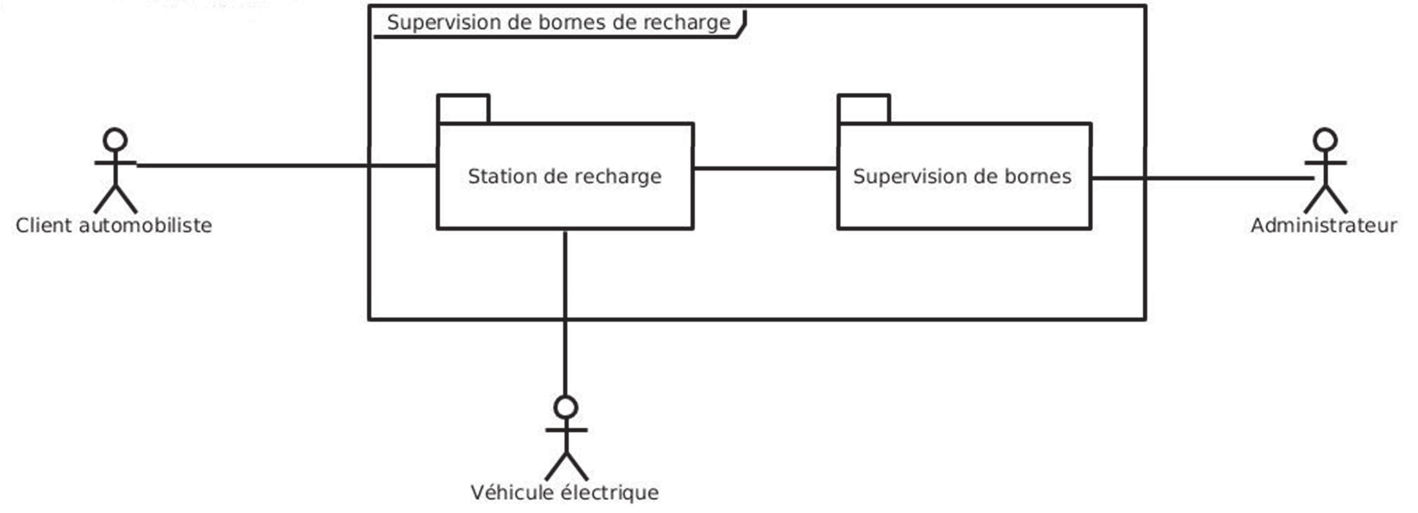 Supervision de bornes de recharge
Station de recharge
Supervision de bornes
Client automobiliste
Administrateur
Véhicule électrique